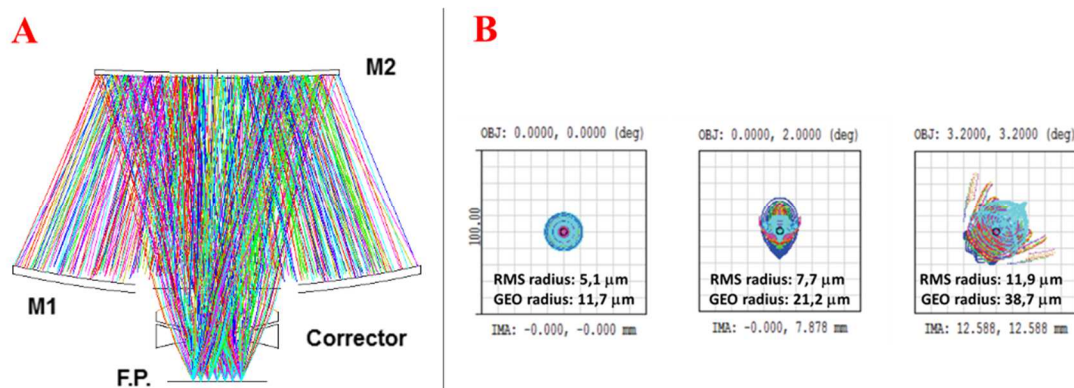 A
M2
M1
Corrector
F.P.
B
OBJ: 0.0000, 0.0000 (deg)
100.00
RMS radius: 5,1 μm
GEO radius: 11,7 μm
IMA: -0.000, -0.000 mm
OBJ: 0.0000, 2.0000 (deg)
RMS radius: 7,7 μm
GEO radius: 21,2 μm
IMA: -0.000, 7.878 mm
OBJ: 3.2000, 3.2000 (deg)
RMS radius: 11,9 μm
GEO radius: 38,7 μm
IMA: 12.588, 12.588 mm